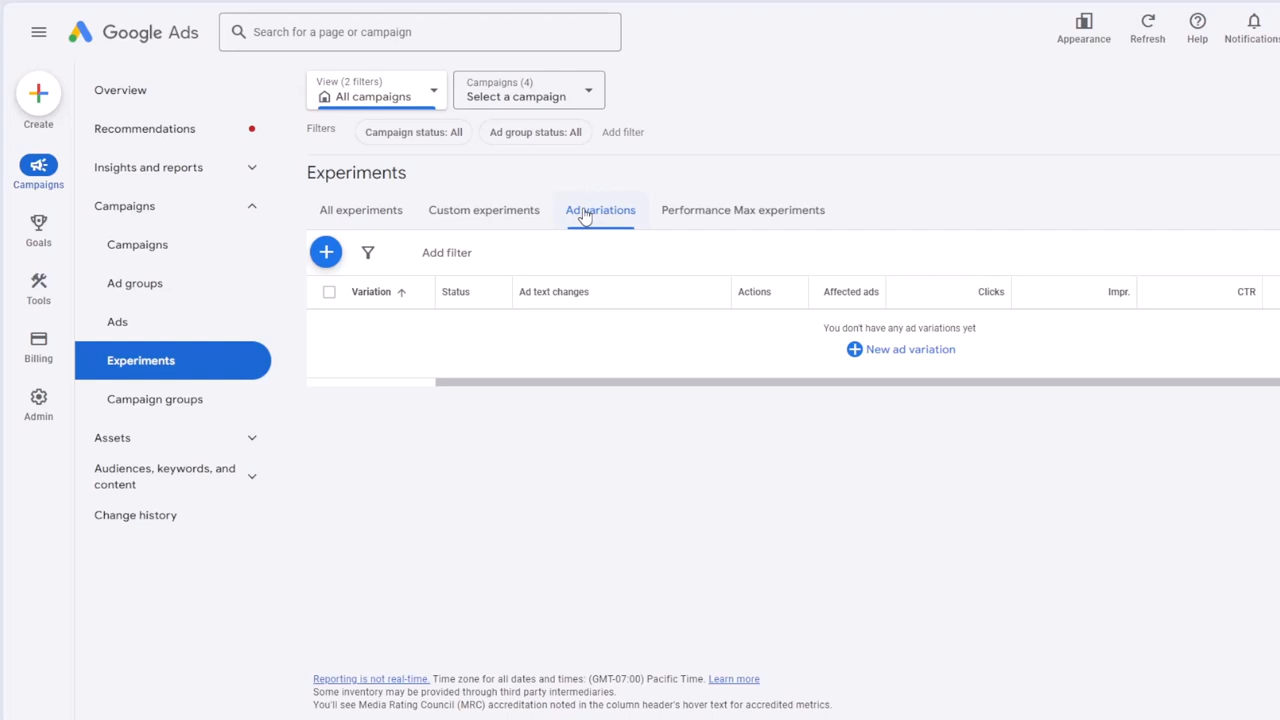 Google Ads
Search for a page or campaign
Appearance
Refresh
Help
Notifications
Create
Campaigns
Goals
Tools
Billing
Admin
Overview
Recommendations
Insights and reports
Campaigns
Campaigns
Ad groups
Ads
Experiments
Campaign groups
Assets
Audiences, keywords, and
content
Change history
View (2 filters)
All campaigns
Campaigns (4)
Select a campaign
Filters
Campaign status: All
Ad group status: All
Add filter
Experiments
All experiments
Custom experiments
Ad variations
Performance Max experiments
Add filter
Variation
Status
Ad text changes
Actions
Affected ads
Clicks
Impr.
CTR
You don't have any ad variations yet
New ad variation
Reporting is not real-time. Time zone for all dates and times: (GMT-07:00) Pacific Time. Learn more
Some inventory may be provided through third party intermediaries.
You'll see Media Rating Council (MRC) accreditation noted in the column header's hover text for accredited metrics.